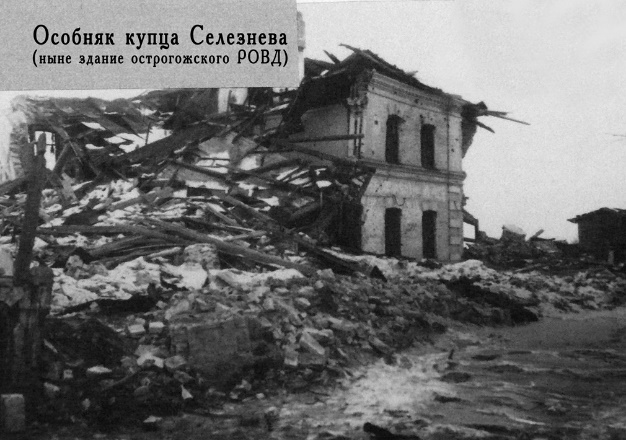 Особняк купца Селезнева
(ныне здание острогожского РОВД)